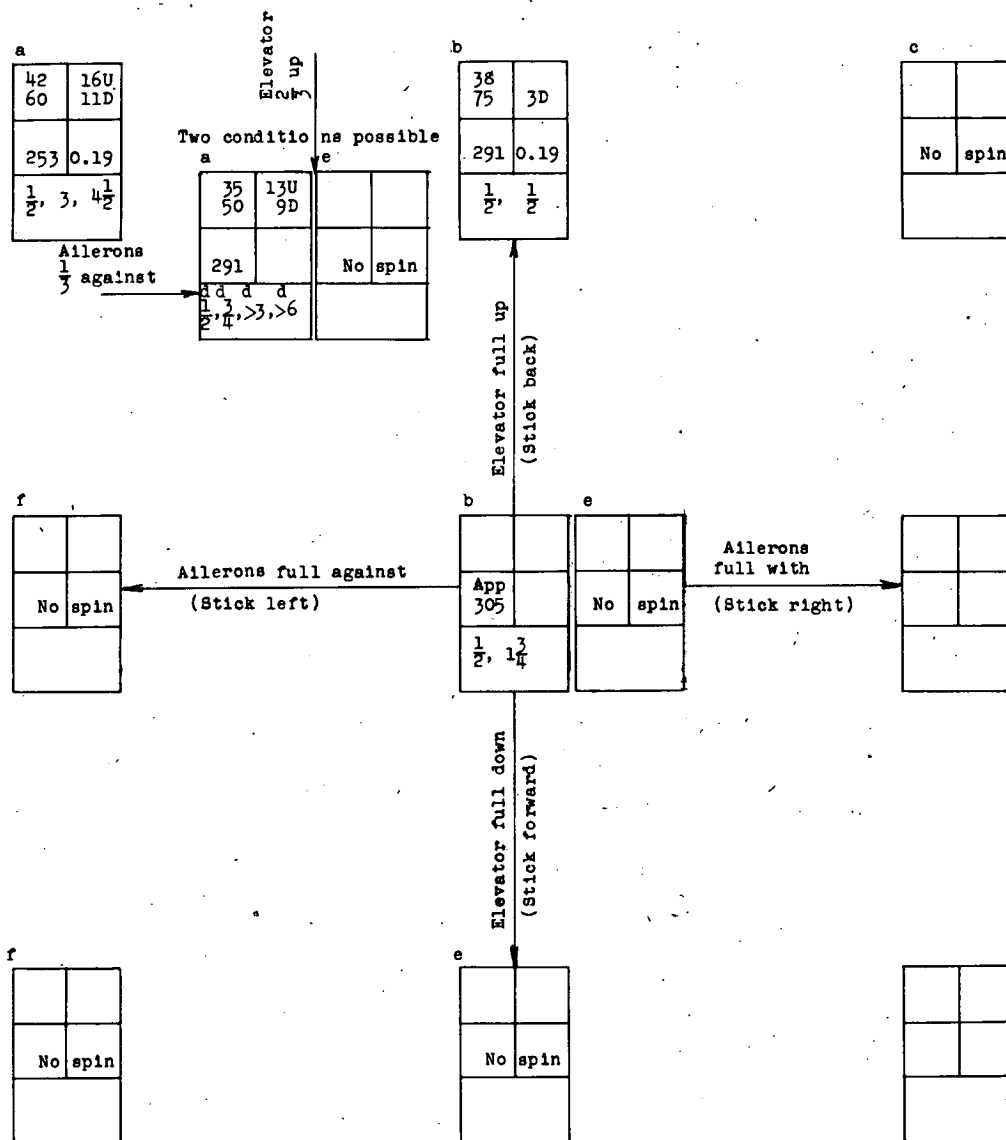 a
42 16U
60 11D
253 0.19
1/2, 3, 4 1/2
Elevator
2/3 up
Two conditions possible
a
35 13U
50 9D
291
d d d d
1/2, 3/4, >3, >6
e
No spin
Ailerons
1/3 against
b
38
75 3D
291 0.19
1/2, 1/2
c
No spin
Elevator full up
(Stick back)
f
No spin
Ailerons full against
(Stick left)
b
App
305
1/2, 1 3/4
e
No spin
Ailerons
full with
(Stick right)
Elevator full down
(Stick forward)
f
No spin
e
No spin